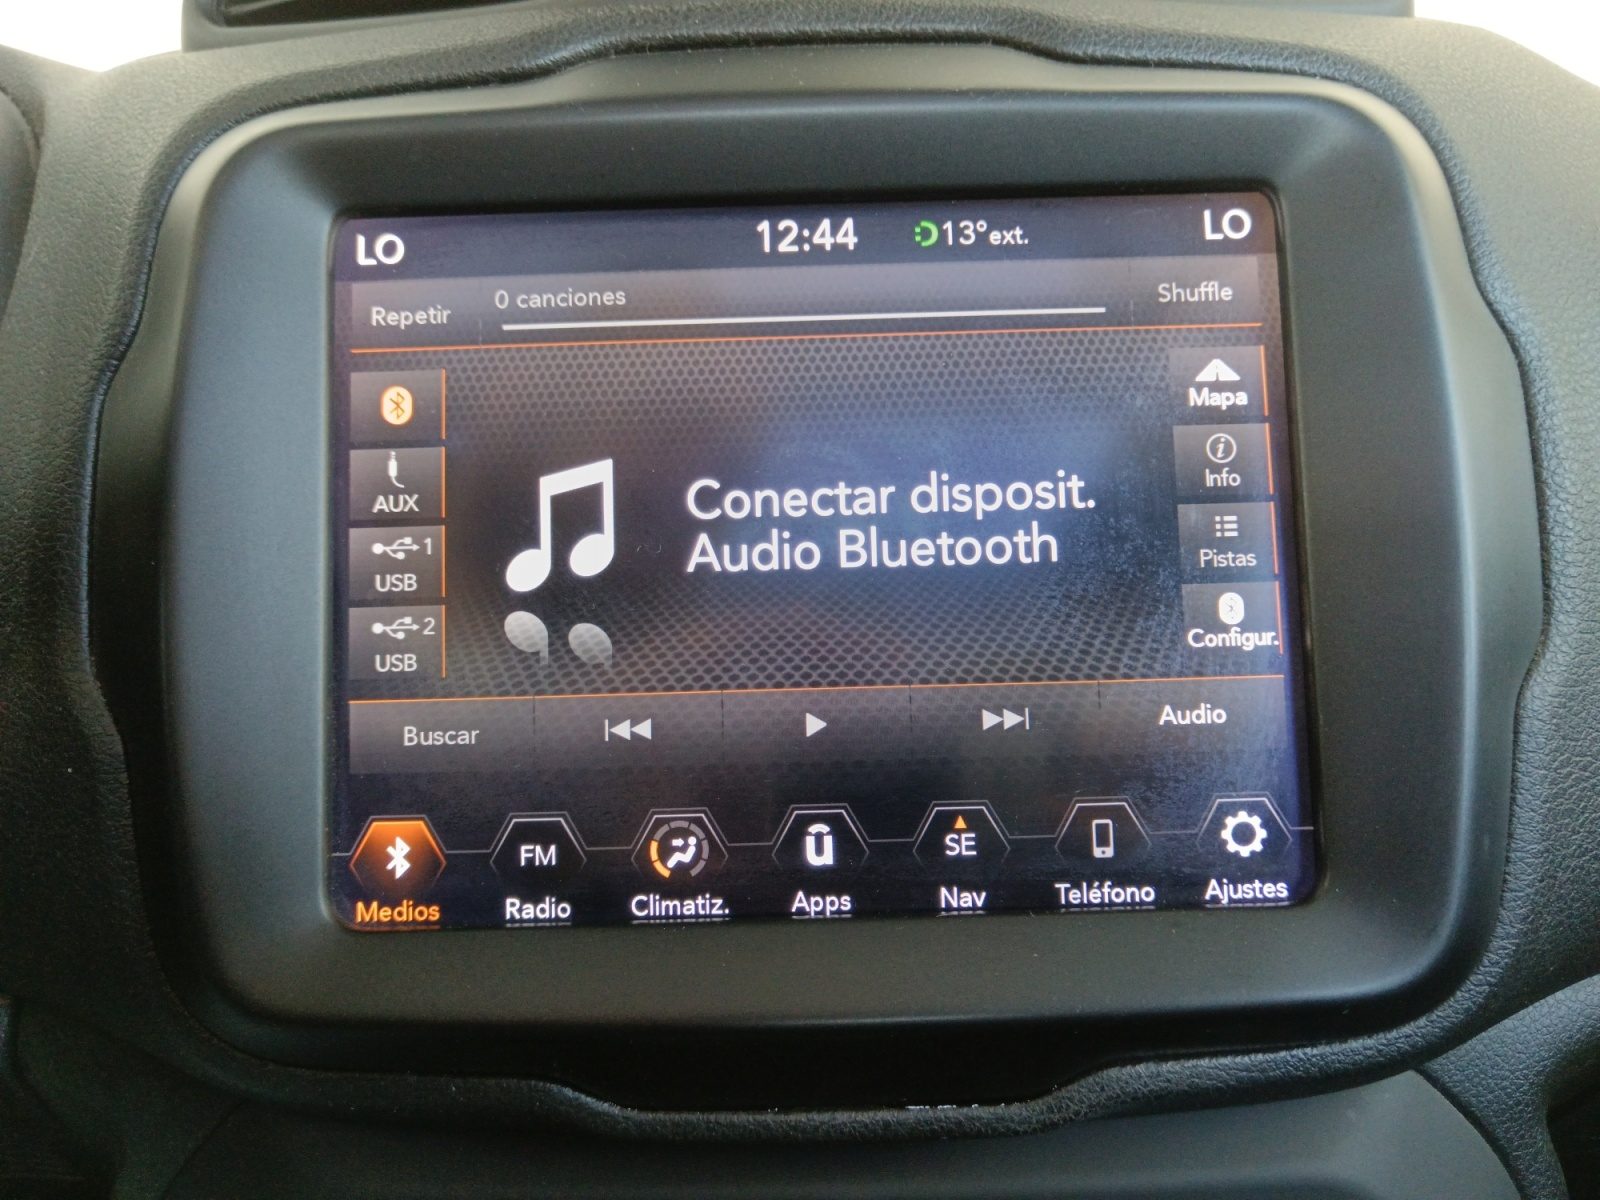 LO
12:44
13° ext.
LO
Repetir
0 canciones
Shuffle
AUX
1
USB
2
USB
Conectar disposit.
Audio Bluetooth
Mapa
Info
Pistas
Configur.
Buscar
Audio
Medios
FM
Radio
Climatiz.
Apps
SE
Nav
Teléfono
Ajustes